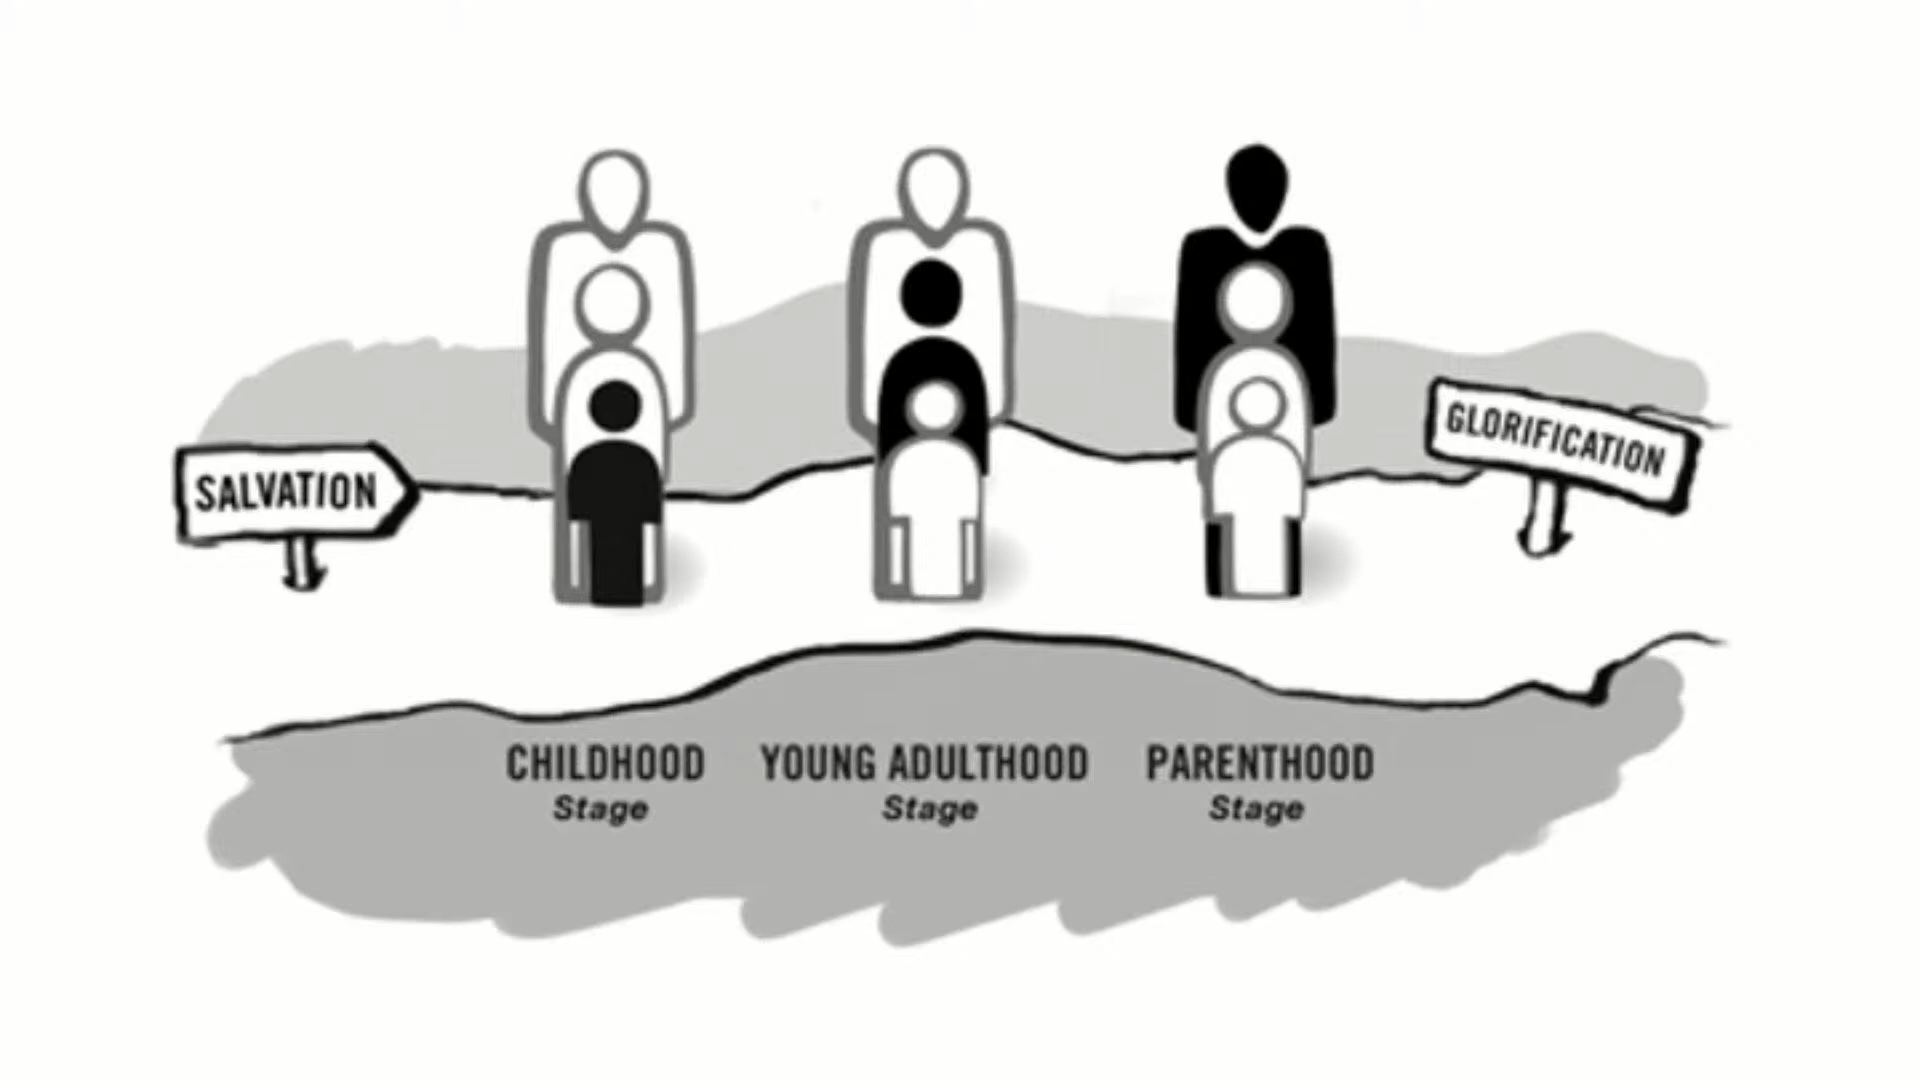 SALVATION
GLORIFICATION
CHILDHOOD
Stage
YOUNG ADULTHOOD
Stage
PARENTHOOD
Stage